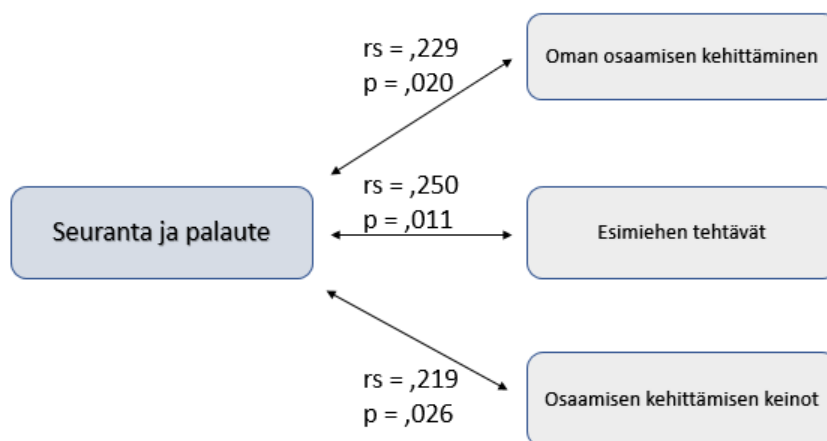 rs = ,229
p = ,020
Oman osaamisen kehittäminen
Seuranta ja palaute
rs = ,250
p = ,011
Esimiehen tehtävät
rs = ,219
p = ,026
Osaamisen kehittämisen keinot